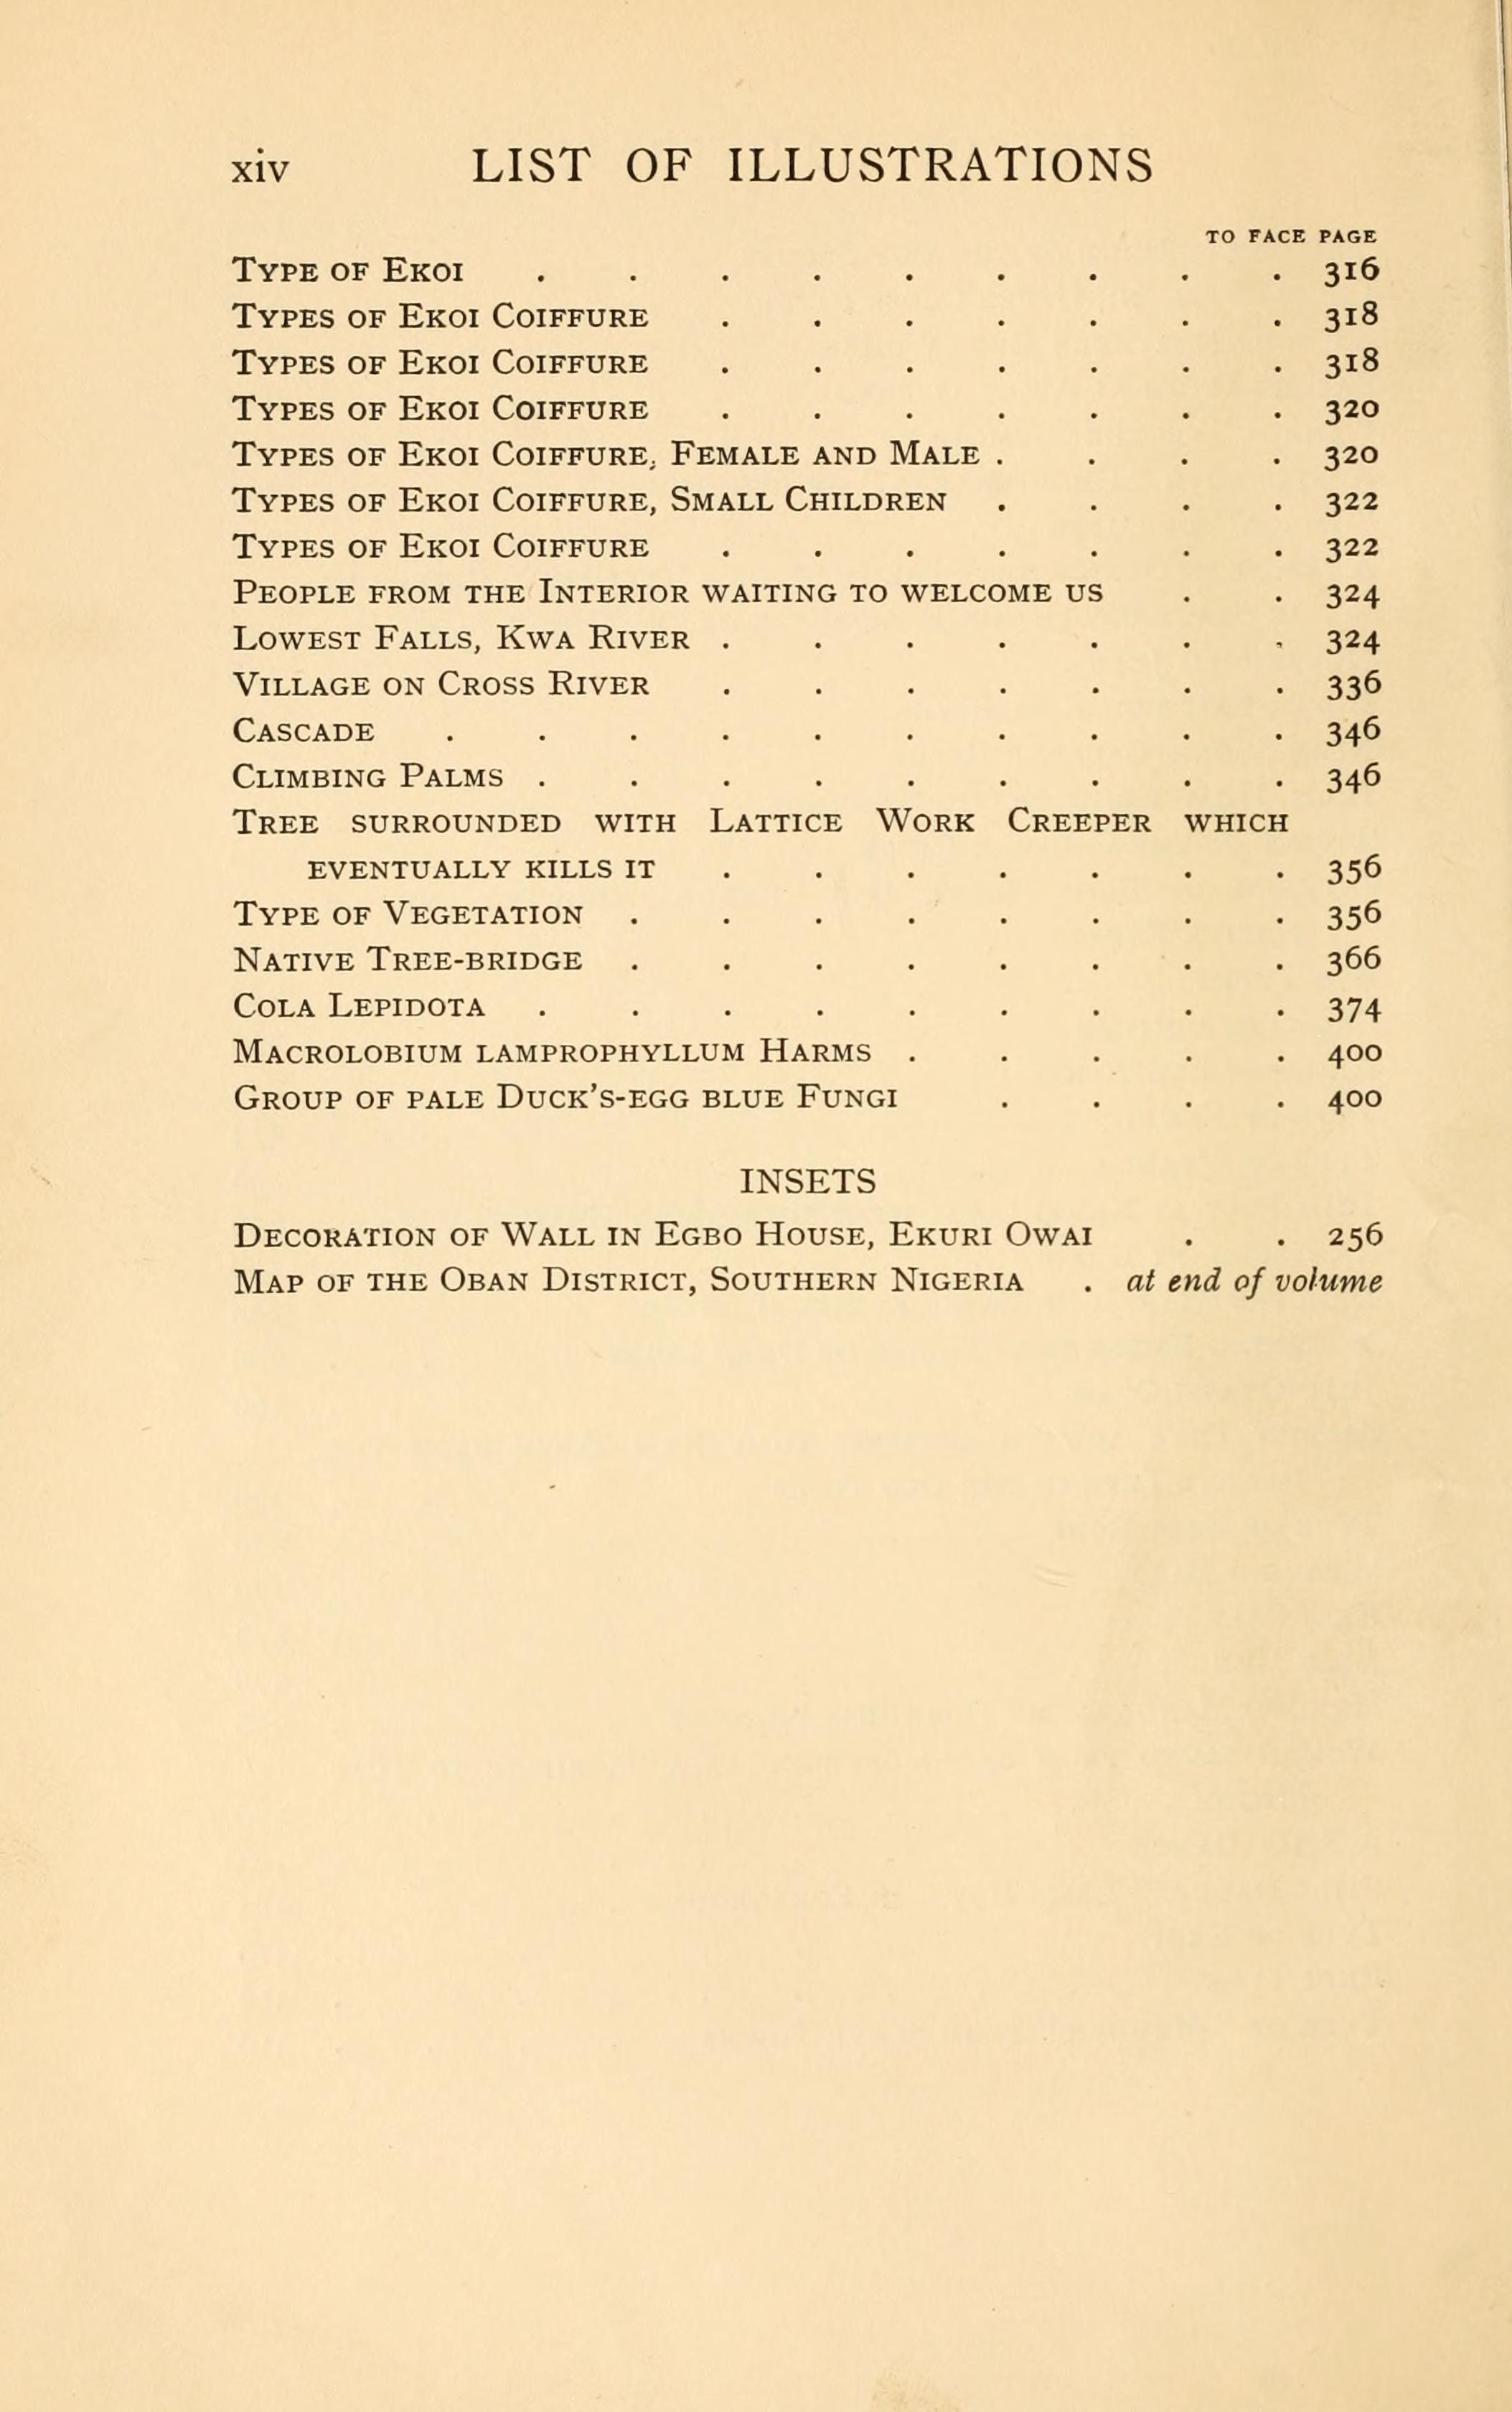 xiv LIST OF ILLUSTRATIONS
TO FACE PAGE
Type of Ekoi . . . . . . . . . 316
Types of Ekoi Coiffure . . . . . . . 318
Types of Ekoi Coiffure . . . . . . . 318
Types of Ekoi Coiffure . . . . . . . 320
Types of Ekoi Coiffure, Female and Male . . . . 320
Types of Ekoi Coiffure, Small Children . . . . 322
Types of Ekoi Coiffure . . . . . . . 322
People from the Interior waiting to welcome us . . 324
Lowest Falls, Kwa River . . . . . . . 324
Village on Cross River . . . . . . . 336
Cascade . . . . . . . . . . 346
Climbing Palms . . . . . . . . . 346
Tree surrounded with Lattice Work Creeper which
eventually kills it . . . . . . . 356
Type of Vegetation . . . . . . . . 356
Native Tree-bridge . . . . . . . . 366
Cola Lepidota . . . . . . . . . 374
Macrolobium lamprophyllum Harms . . . . . 400
Group of pale Duck's-egg blue Fungi . . . . 400
INSETS
Decoration of Wall in Egbo House, Ekuri Owai . . 256
Map of the Oban District, Southern Nigeria . at end of volume